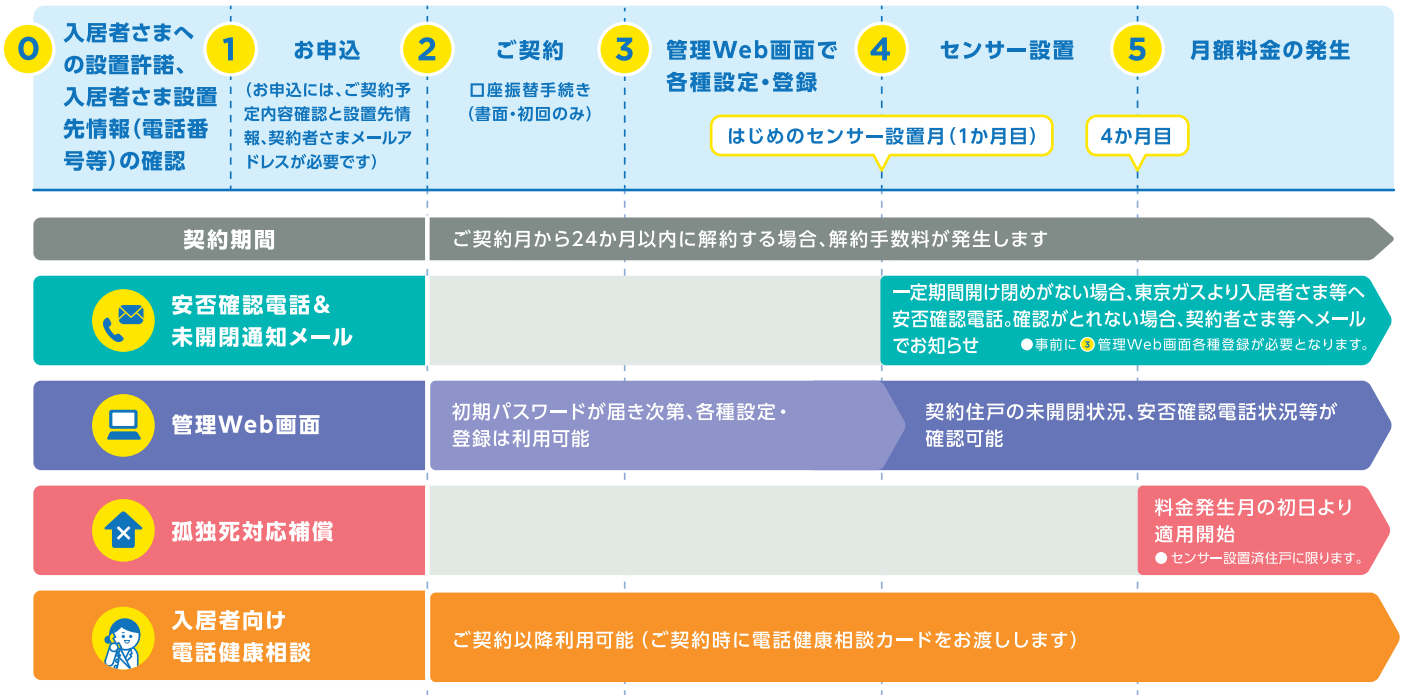 0
入居者さまへ
の設置許諾、
入居者さま設置
先情報(電話番
号等)の確認
1
お申込
(お申込には、ご契約予
定内容確認と設置先情
報、契約者さまメールア
ドレスが必要です)
2
ご契約
口座振替手続き
(書面・初回のみ)
3
管理Web画面で
各種設定・登録
4
センサー設置
はじめのセンサー設置月(1か月目)
5
月額料金の発生
4か月目
契約期間
ご契約月から24か月以内に解約する場合、解約手数料が発生します
安否確認電話&
未開閉通知メール
一定期間開け閉めがない場合、東京ガスより入居者さま等へ
安否確認電話。確認がとれない場合、契約者さま等へメール
でお知らせ ●事前に3管理Web画面各種登録が必要となります。
管理Web画面
初期パスワードが届き次第、各種設定・
登録は利用可能
契約住戸の未開閉状況、安否確認電話状況等が
確認可能
孤独死対応補償
料金発生月の初日より
適用開始
●センサー設置済住戸に限ります。
入居者向け
電話健康相談
ご契約以降利用可能(ご契約時に電話健康相談カードをお渡しします)